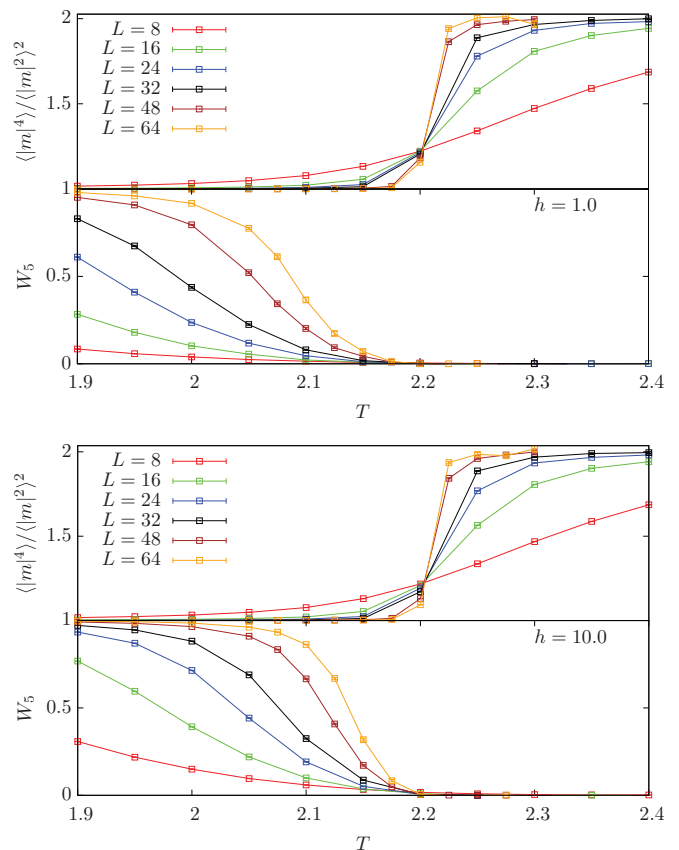 ⟨|m|⁴⟩/⟨|m|²⟩²
2
1.5
1
L = 8
L = 16
L = 24
L = 32
L = 48
L = 64
h = 1.0
W₅
0.5
0
1.9 2 2.1 2.2 2.3 2.4
T
⟨|m|⁴⟩/⟨|m|²⟩²
2
1.5
1
L = 8
L = 16
L = 24
L = 32
L = 48
L = 64
h = 10.0
W₅
0.5
0
1.9 2 2.1 2.2 2.3 2.4
T